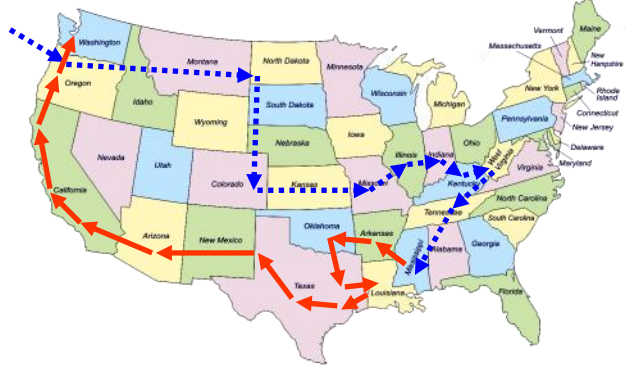 Washington
Oregon
California
Nevada
Idaho
Montana
Wyoming
Utah
Colorado
Arizona
New Mexico
North Dakota
South Dakota
Nebraska
Kansas
Oklahoma
Texas
Minnesota
Iowa
Missouri
Arkansas
Louisiana
Wisconsin
Illinois
Michigan
Indiana
Ohio
Kentucky
Tennessee
Mississippi
Alabama
Georgia
Florida
South Carolina
North Carolina
Virginia
West
Virginia
Pennsylvania
New York
Vermont
Maine
Massachusetts
New
Hampshire
Rhode
Island
Connecticut
New Jersey
Delaware
Maryland